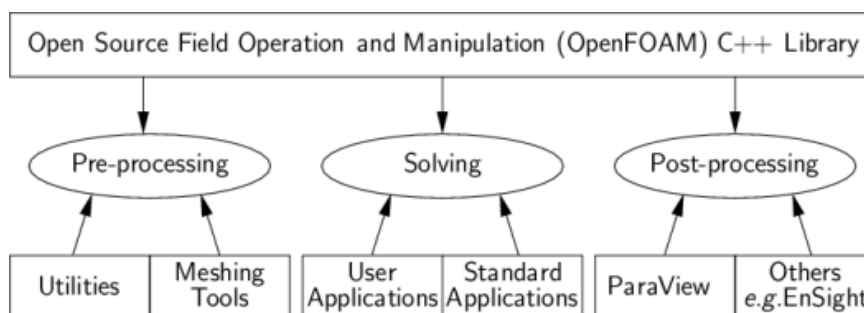 Open Source Field Operation and Manipulation (OpenFOAM) C++ Library
Pre-processing
Solving
Post-processing
Utilities
Meshing
Tools
User
Applications
Standard
Applications
ParaView
Others
e.g.EnSight